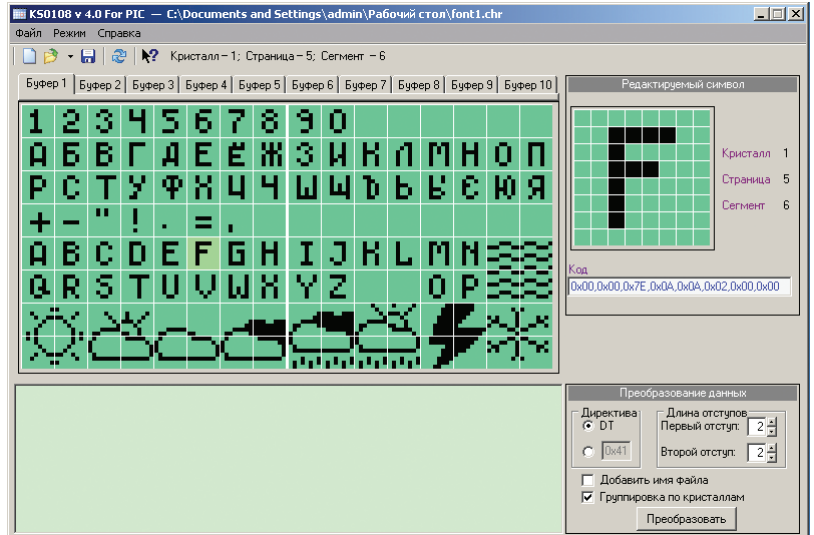 KS0108 v 4.0 For PIC — C:\Documents and Settings\admin\Рабочий стол\font1.chr
Файл Режим Справка
Кристалл – 1; Страница – 5; Сегмент – 6
Буфер 1 Буфер 2 Буфер 3 Буфер 4 Буфер 5 Буфер 6 Буфер 7 Буфер 8 Буфер 9 Буфер 10
1 2 3 4 5 6 7 8 9 0
А Б В Г Д Е Ё Ж З И К Л М Н О П
Р С Т У Ф Х Ц Ч Ш Щ Ъ Ь Ы Є Ю Я
+ – " ! . = ,
A B C D E F G H I J K L M N
Q R S T U V W X Y Z O P
Редактируемый символ
F
Кристалл 1
Страница 5
Сегмент 6
Код
0x00,0x00,0x7E,0x0A,0x0A,0x02,0x00,0x00
Преобразование данных
Директива
DT
0x41
Длина отступов
Первый отступ: 2
Второй отступ: 2
Добавить имя файла
Группировка по кристаллам
Преобразовать